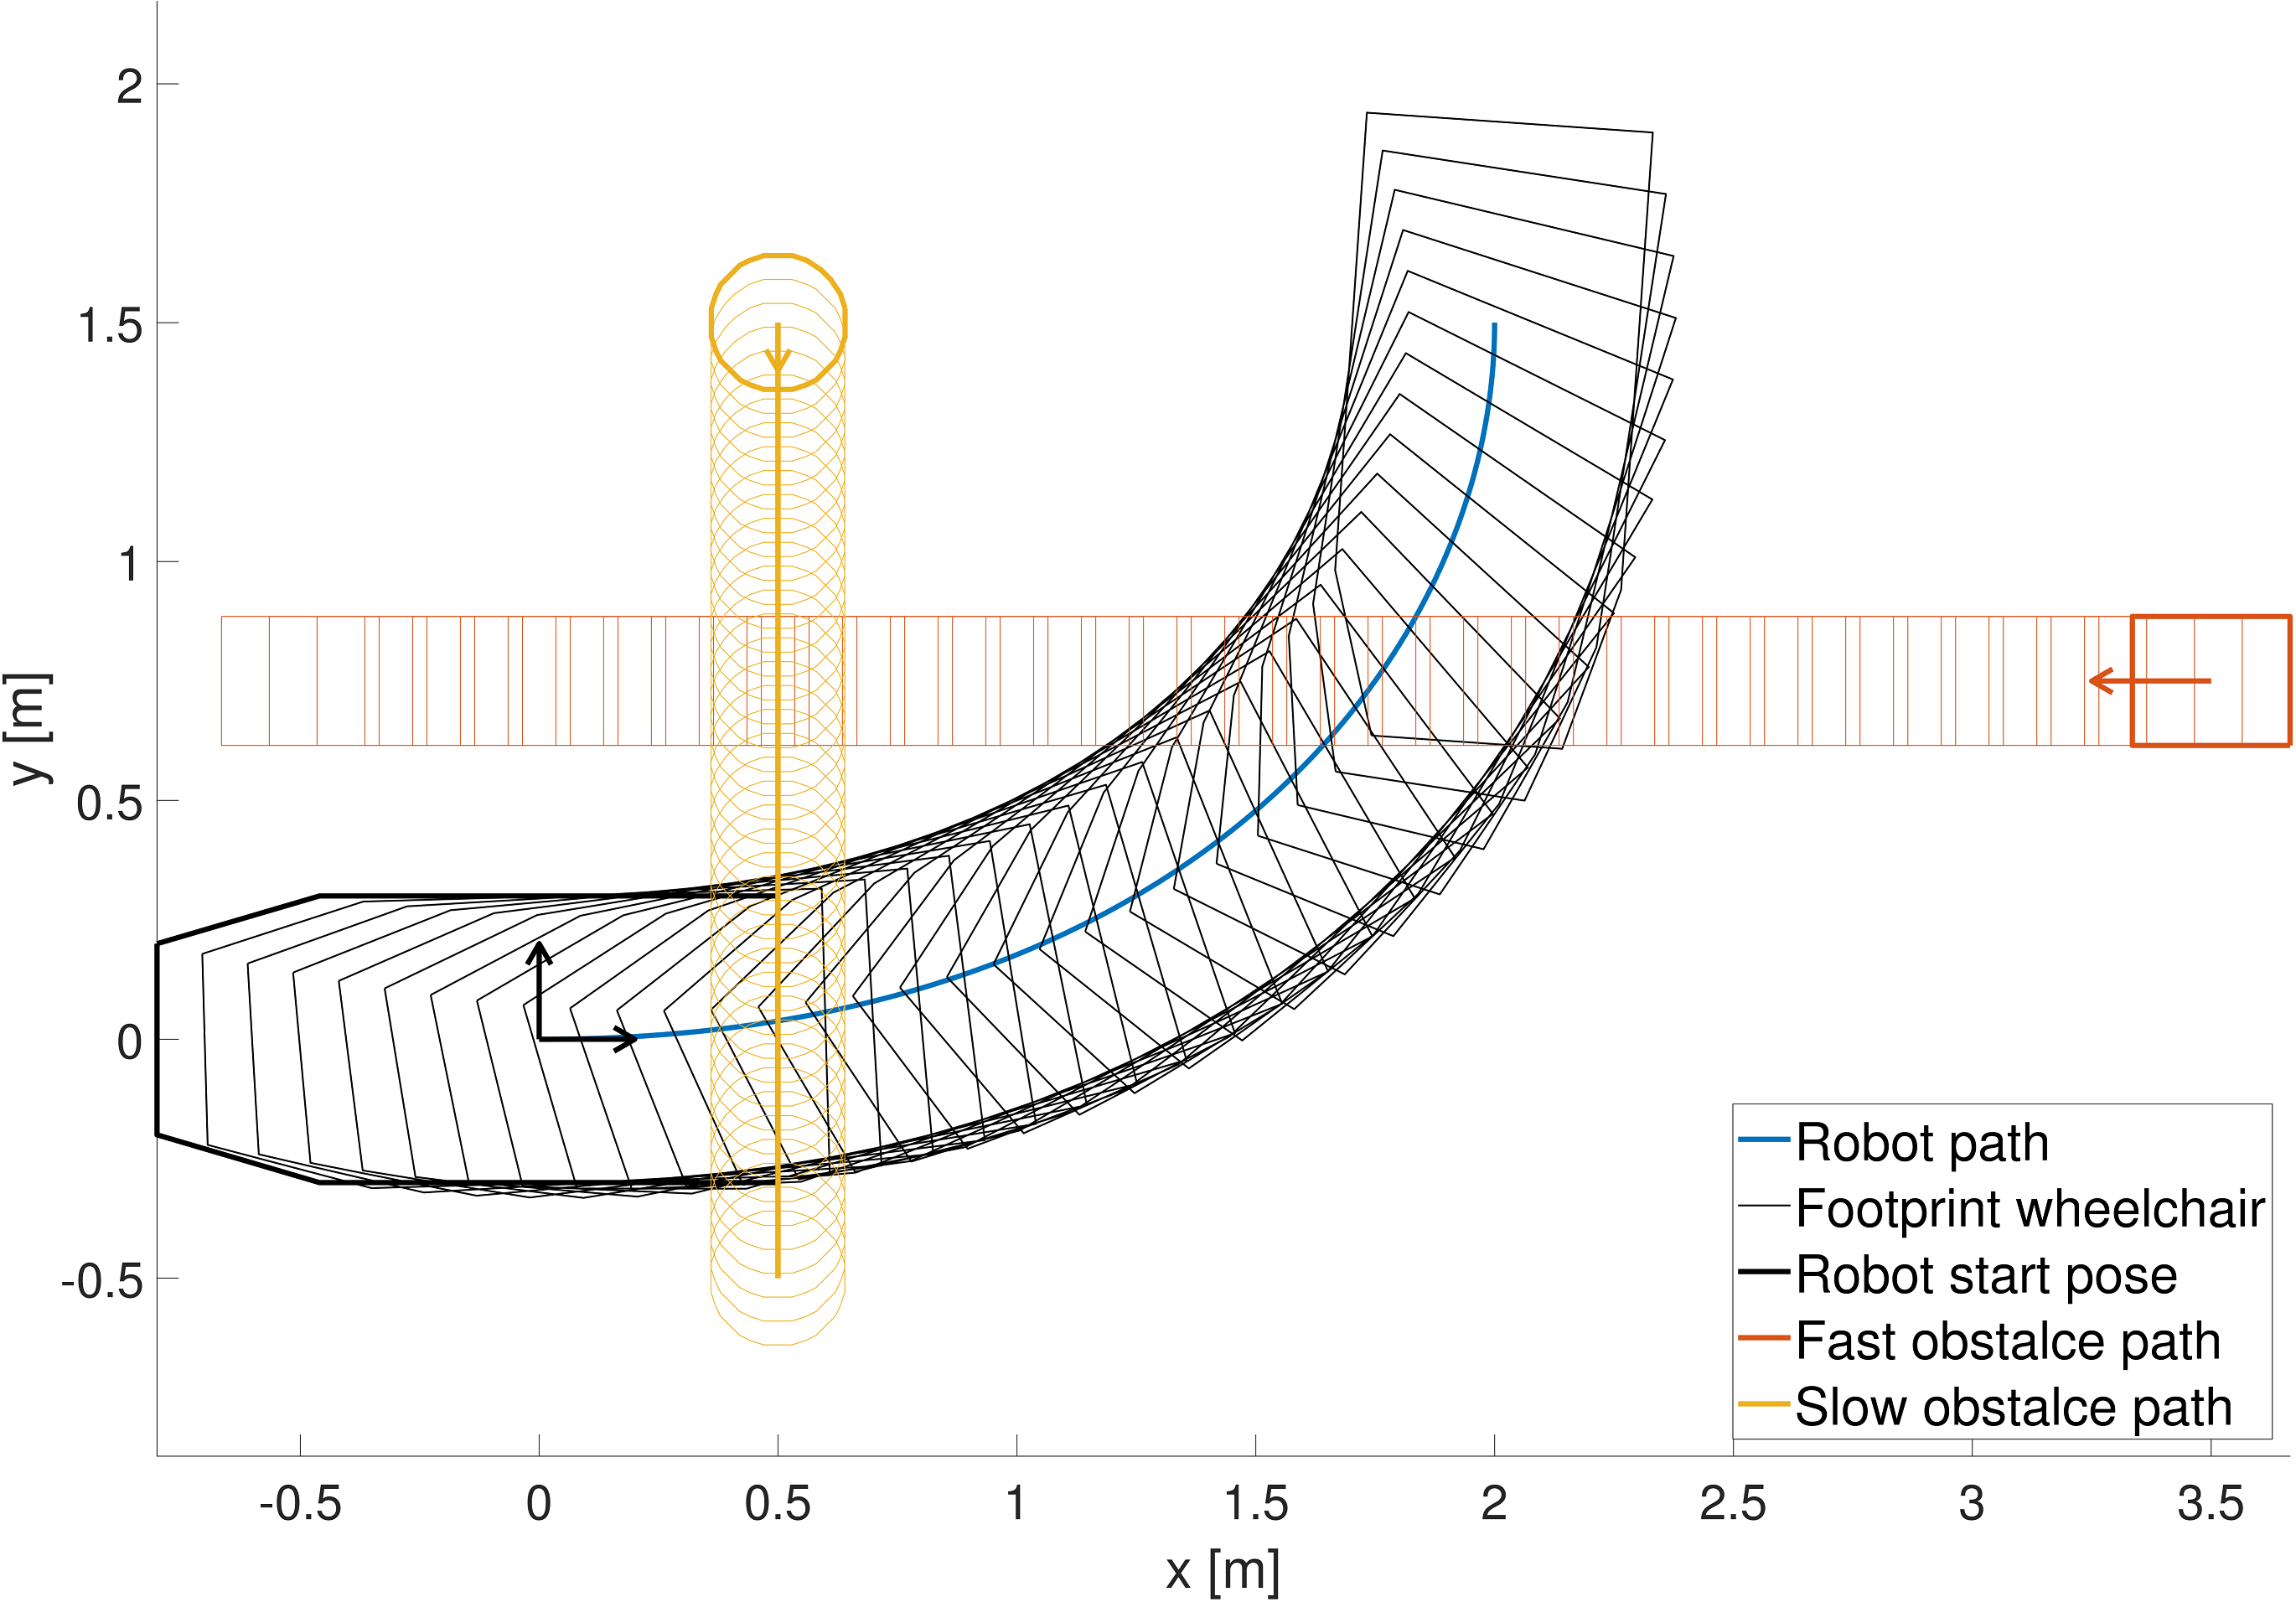 2
1.5
1
0.5
0
-0.5
y [m]
-0.5
0
0.5
1
1.5
2
2.5
3
3.5
x [m]
Robot path
Footprint wheelchair
Robot start pose
Fast obstalce path
Slow obstalce path